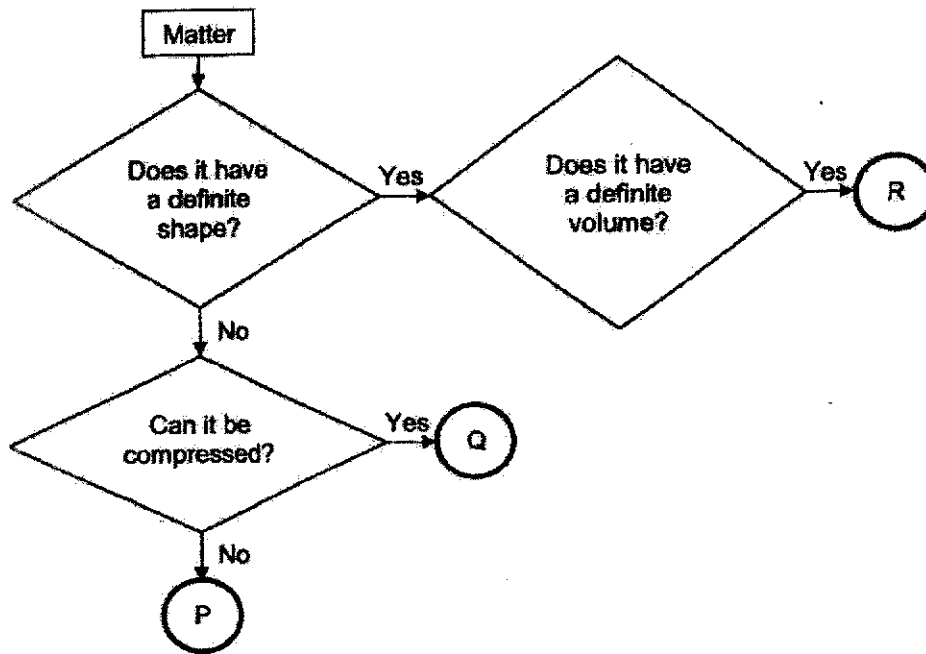 Matter
Does it have
a definite
shape?
Yes
Does it have
a definite
volume?
Yes
R
No
Can it be
compressed?
Yes
Q
No
P